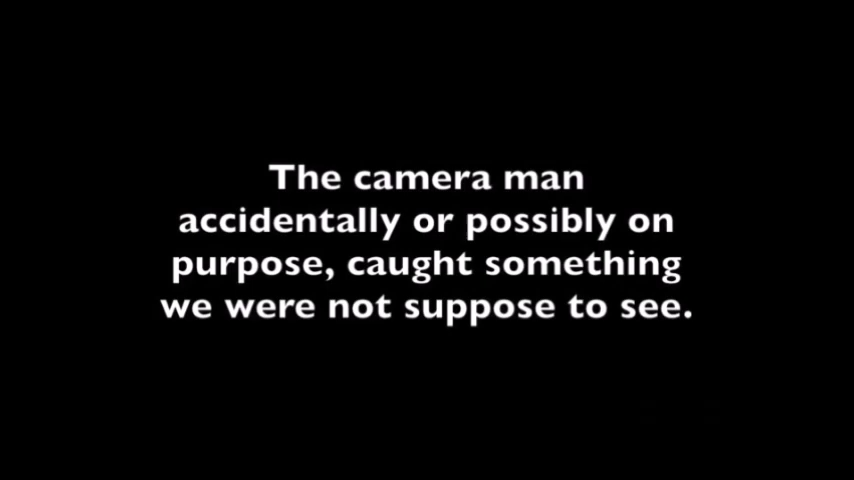 The camera man
accidentally or possibly on
purpose, caught something
we were not suppose to see.